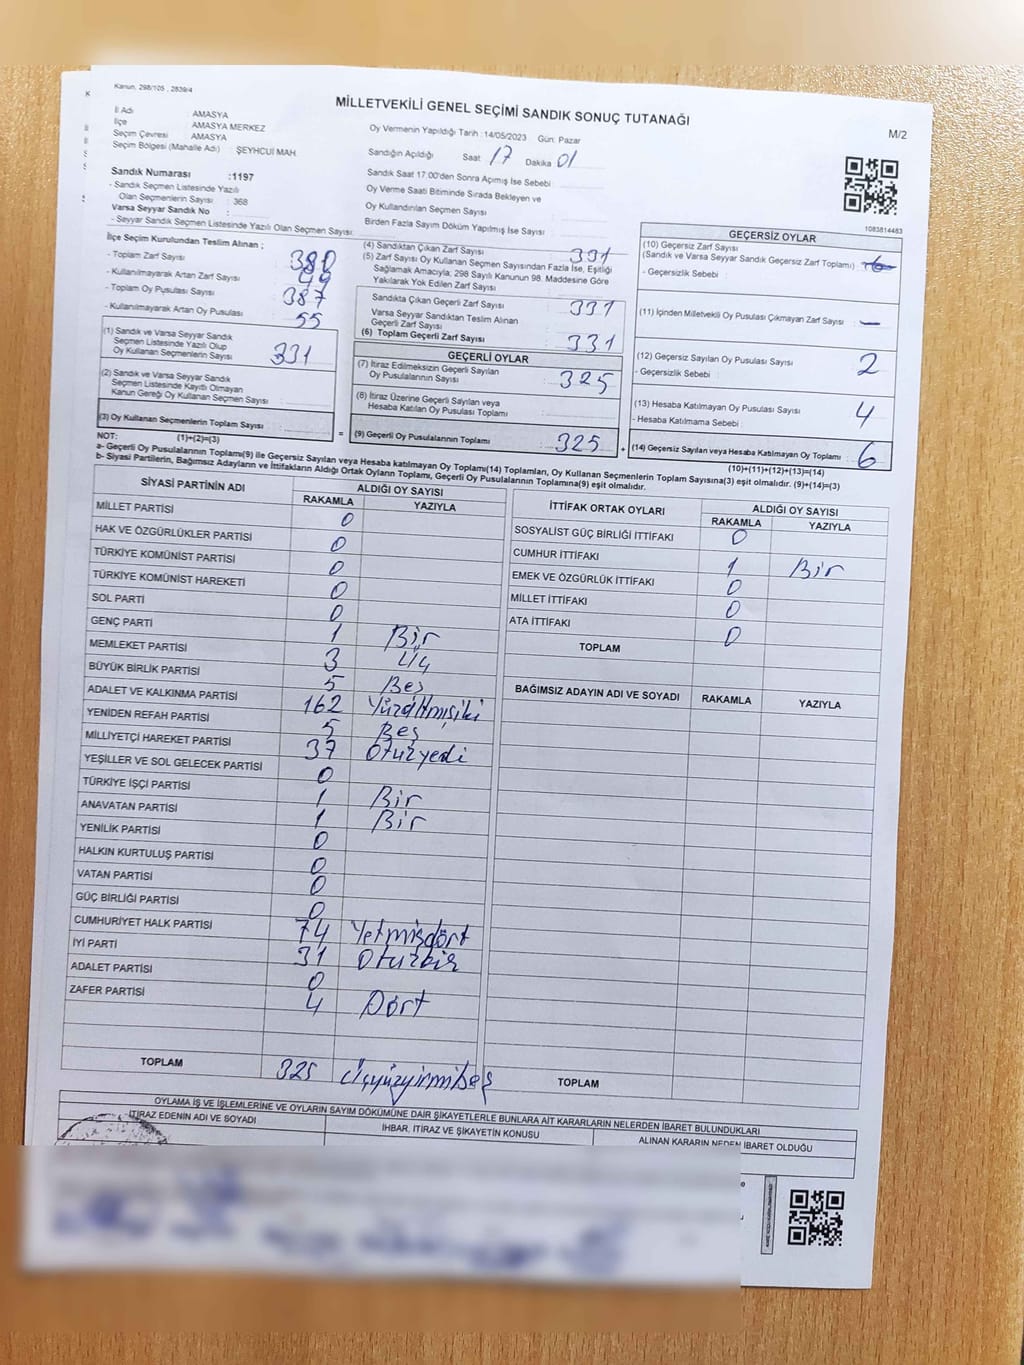 Kanun, 298/105 , 2839/4
MİLLETVEKİLİ GENEL SEÇİMİ SANDIK SONUÇ TUTANAĞI
M/2
İl Adı : AMASYA
İlçe : AMASYA MERKEZ
Seçim Çevresi : AMASYA
Seçim Bölgesi (Mahalle Adı) : ŞEYHCUİ MAH.
Oy Vermenin Yapıldığı Tarih :14/05/2023 Gün: Pazar
Sandığın Açıldığı Saat 17 Dakika 01
Sandık Saat 17:00'den Sonra Açımış İse Sebebi :
Oy Verme Saati Bitiminde Sırada Bekleyen ve
Oy Kullandırılan Seçmen Sayısı :
Birden Fazla Sayım Döküm Yapılmış İse Sayısı :
Sandık Numarası :1197
- Sandık Seçmen Listesinde Yazılı
Olan Seçmenlerin Sayısı : 368
Varsa Seyyar Sandık No :
- Seyyar Sandık Seçmen Listesinde Yazılı Olan Seçmen Sayısı:
1083814483
İlçe Seçim Kurulundan Teslim Alınan ;
- Toplam Zarf Sayısı : 380
- Kullanılmayarak Artan Zarf Sayısı : 49
- Toplam Oy Pusulası Sayısı : 387
- Kullanılmayarak Artan Oy Pusulası : 55
(1) Sandık ve Varsa Seyyar Sandık
Seçmen Listesinde Yazılı Olup
Oy Kullanan Seçmenlerin Sayısı : 331
(2) Sandık ve Varsa Seyyar Sandık
Seçmen Listesinde Kayıtlı Olmayan
Kanun Gereği Oy Kullanan Seçmen Sayısı :
(3) Oy Kullanan Seçmenlerin Toplam Sayısı :
(4) Sandıktan Çıkan Zarf Sayısı : 331
(5) Zarf Sayısı Oy Kullanan Seçmen Sayısından Fazla İse, Eşitliği
Sağlamak Amacıyla; 298 Sayılı Kanunun 98. Maddesine Göre
Yakılarak Yok Edilen Zarf Sayısı :
Sandıkta Çıkan Geçerli Zarf Sayısı : 331
Varsa Seyyar Sandıktan Teslim Alınan
Geçerli Zarf Sayısı :
(6) Toplam Geçerli Zarf Sayısı : 331
GEÇERLİ OYLAR
(7) İtiraz Edilmeksizin Geçerli Sayılan
Oy Pusulalarının Sayısı : 325
(8) İtiraz Üzerine Geçerli Sayılan veya
Hesaba Katılan Oy Pusulası Toplamı :
= (9) Geçerli Oy Pusulalarının Toplamı : 325 +
GEÇERSİZ OYLAR
(10) Geçersiz Zarf Sayısı
(Sandık ve Varsa Seyyar Sandık Geçersiz Zarf Toplamı) :
- Geçersizlik Sebebi :
(11) İçinden Milletvekili Oy Pusulası Çıkmayan Zarf Sayısı : —
(12) Geçersiz Sayılan Oy Pusulası Sayısı : 2
- Geçersizlik Sebebi :
(13) Hesaba Katılmayan Oy Pusulası Sayısı : 4
- Hesaba Katılmama Sebebi :
(14) Geçersiz Sayılan veya Hesaba Katılmayan Oy Toplamı : 6
NOT: (1)+(2)=(3) (10)+(11)+(12)+(13)=(14)
a- Geçerli Oy Pusulasının Toplamı(9) ile Geçersiz Sayılan veya Hesaba katılmayan Oy Toplamı(14) Toplamları, Oy Kullanan Seçmenlerin Toplam Sayısına(3) eşit olmalıdır. (9)+(14)=(3)
b- Siyasi Partilerin, Bağımsız Adayların ve İttifakların Aldığı Ortak Oyların Toplamı, Geçerli Oy Pusulalarının Toplamına(9) eşit olmalıdır.
SİYASİ PARTİNİN ADI ALDIĞI OY SAYISI
RAKAMLA YAZIYLA
MİLLET PARTİSİ 0
HAK VE ÖZGÜRLÜKLER PARTİSİ 0
TÜRKİYE KOMÜNİST PARTİSİ 0
TÜRKİYE KOMÜNİST HAREKETİ 0
SOL PARTİ 0
GENÇ PARTİ 1 Bir
MEMLEKET PARTİSİ 3 Üç
BÜYÜK BİRLİK PARTİSİ 5 Beş
ADALET VE KALKINMA PARTİSİ 162 Yüzaltmışiki
YENİDEN REFAH PARTİSİ 5 Beş
MİLLİYETÇİ HAREKET PARTİSİ 37 Otuzyedi
YEŞİLLER VE SOL GELECEK PARTİSİ 0
TÜRKİYE İŞÇİ PARTİSİ 1 Bir
ANAVATAN PARTİSİ 1 Bir
YENİLİK PARTİSİ 0
HALKIN KURTULUŞ PARTİSİ 0
VATAN PARTİSİ 0
GÜÇ BİRLİĞİ PARTİSİ 0
CUMHURİYET HALK PARTİSİ 74 Yetmişdört
İYİ PARTİ 31 Otuzbir
ADALET PARTİSİ 0
ZAFER PARTİSİ 4 Dört
TOPLAM 325 Üçyüzyirmibeş
İTTİFAK ORTAK OYLARI ALDIĞI OY SAYISI
RAKAMLA YAZIYLA
SOSYALİST GÜÇ BİRLİĞİ İTTİFAKI 0
CUMHUR İTTİFAKI 1 Bir
EMEK VE ÖZGÜRLÜK İTTİFAKI 0
MİLLET İTTİFAKI 0
ATA İTTİFAKI 0
TOPLAM
BAĞIMSIZ ADAYIN ADI VE SOYADI RAKAMLA YAZIYLA
TOPLAM
OYLAMA İŞ VE İŞLEMLERİNE VE OYLARIN SAYIM DÖKÜMÜNE DAİR ŞİKAYETLERLE BUNLARA AİT KARARLARIN NELERDEN İBARET BULUNDUKLARI
İTİRAZ EDENİN ADI VE SOYADI İHBAR, İTİRAZ VE ŞİKAYETİN KONUSU ALINAN KARARIN NEDEN İBARET OLDUĞU